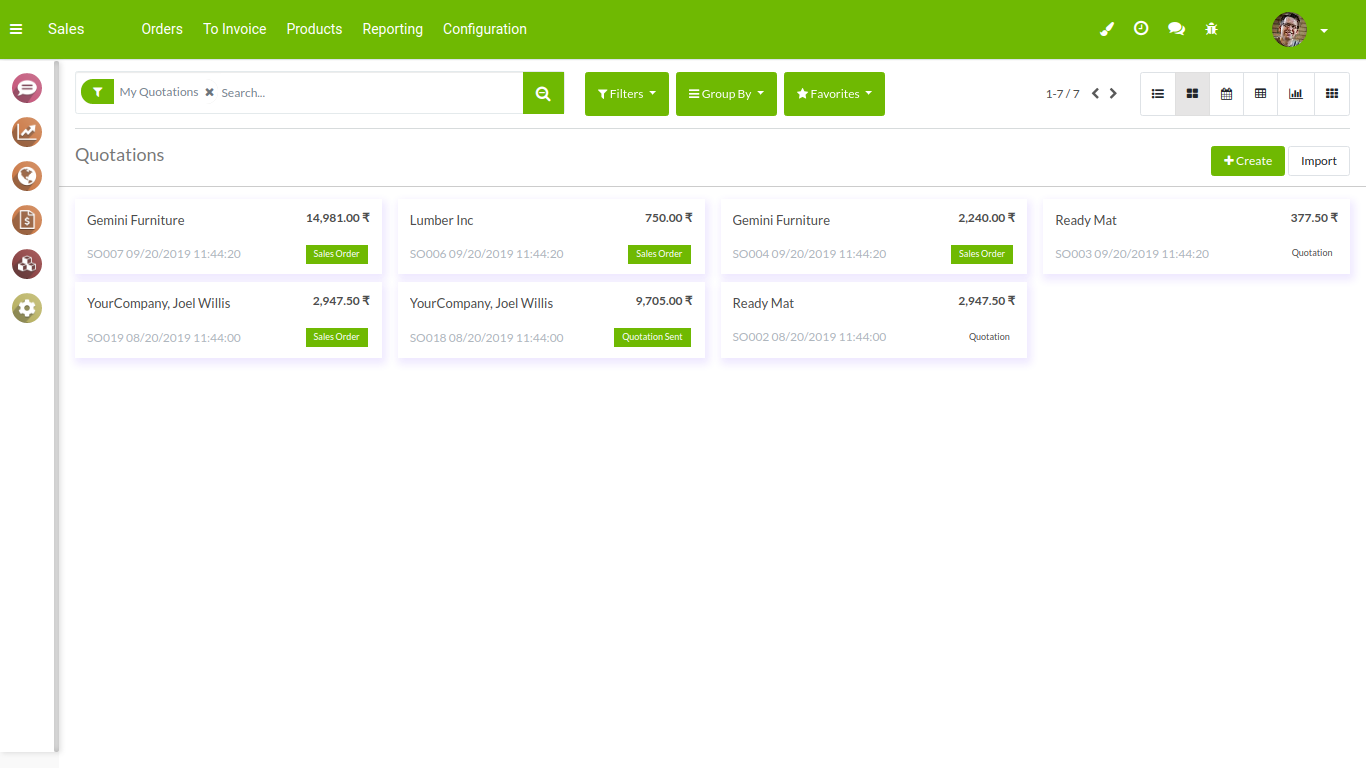 Sales Orders To Invoice Products Reporting Configuration
My Quotations ✖ Search... Filters Group By Favorites 1-7 / 7
Quotations
Create Import
Gemini Furniture 14,981.00 ₹
SO007 09/20/2019 11:44:20 Sales Order
Lumber Inc 750.00 ₹
SO006 09/20/2019 11:44:20 Sales Order
Gemini Furniture 2,240.00 ₹
SO004 09/20/2019 11:44:20 Sales Order
Ready Mat 377.50 ₹
SO003 09/20/2019 11:44:20 Quotation
YourCompany, Joel Willis 2,947.50 ₹
SO019 08/20/2019 11:44:00 Sales Order
YourCompany, Joel Willis 9,705.00 ₹
SO018 08/20/2019 11:44:00 Quotation Sent
Ready Mat 2,947.50 ₹
SO002 08/20/2019 11:44:00 Quotation